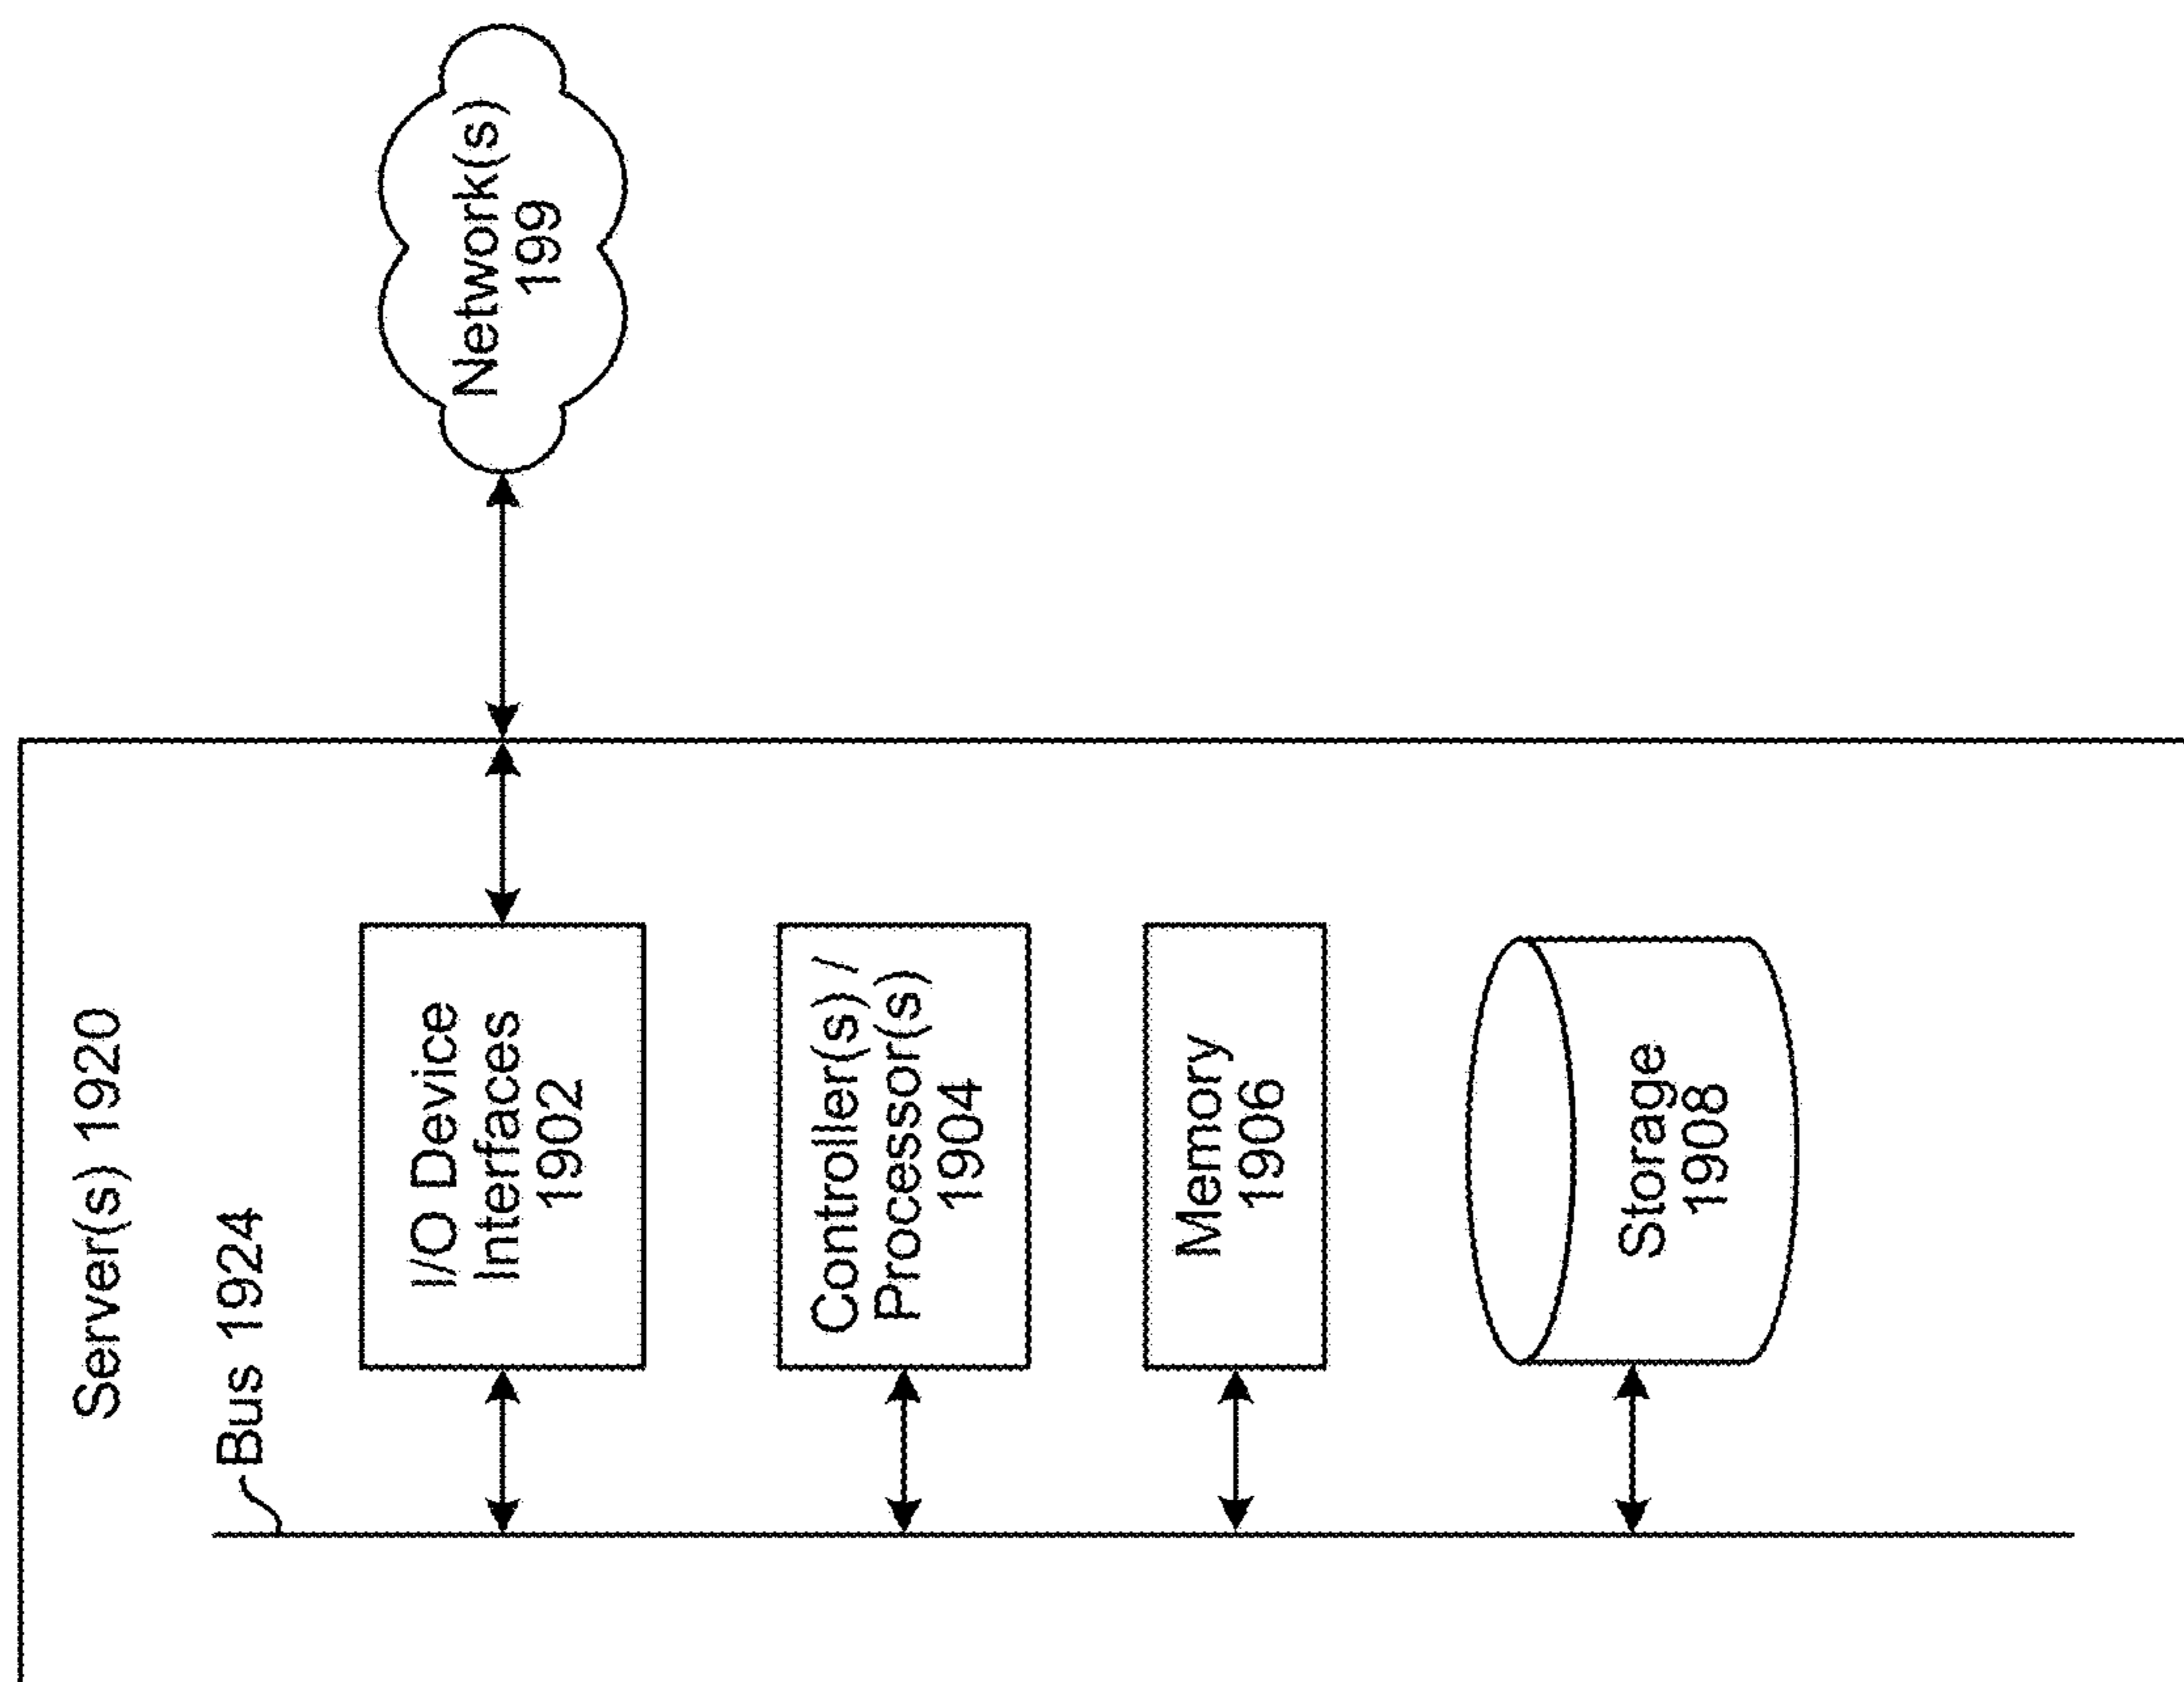 Server(s) 1920
Bus 1924
I/O Device
Interfaces
1902
Network(s)
199
Controller(s) /
Processor(s)
1904
Memory
1906
Storage
1908